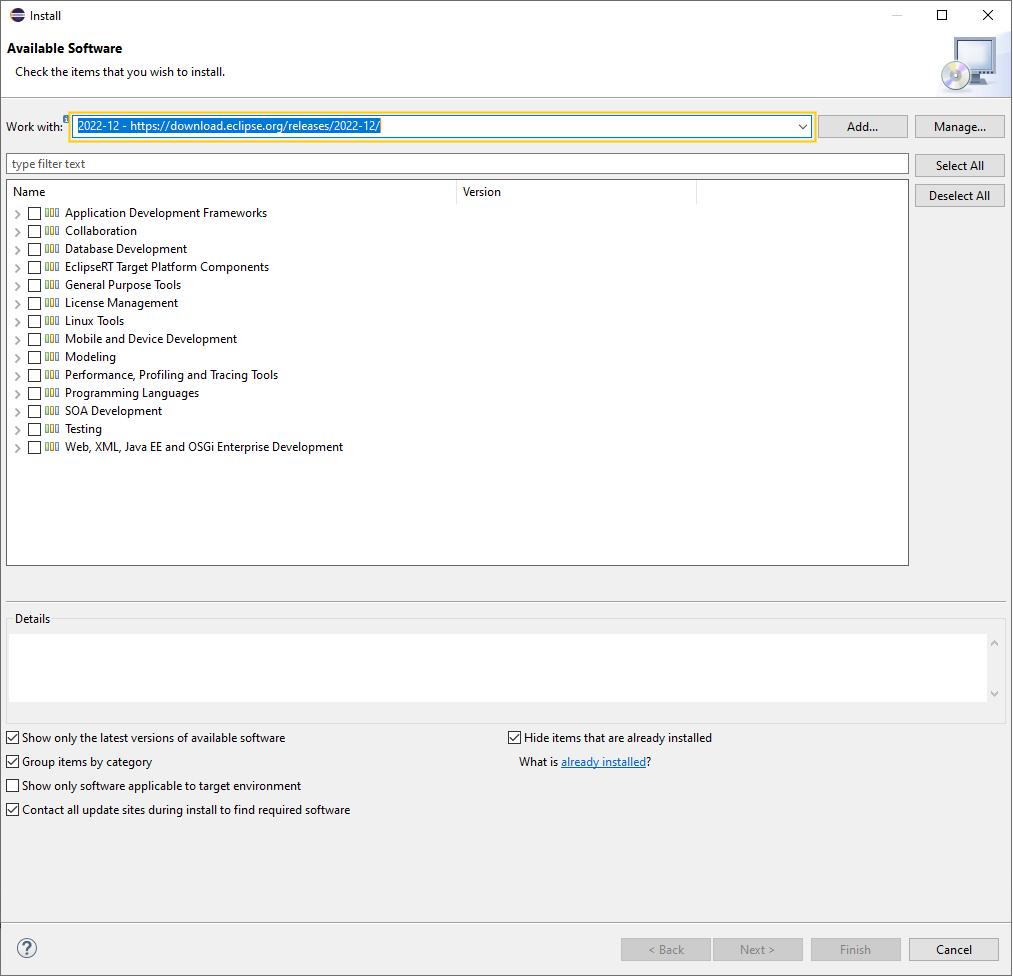 Install
Available Software
Check the items that you wish to install.
Work with: 2022-12 - https://download.eclipse.org/releases/2022-12/ Add... Manage...
type filter text Select All
Name Version Deselect All
Application Development Frameworks
Collaboration
Database Development
EclipseRT Target Platform Components
General Purpose Tools
License Management
Linux Tools
Mobile and Device Development
Modeling
Performance, Profiling and Tracing Tools
Programming Languages
SOA Development
Testing
Web, XML, Java EE and OSGi Enterprise Development
Details
Show only the latest versions of available software Hide items that are already installed
Group items by category What is already installed?
Show only software applicable to target environment
Contact all update sites during install to find required software
? < Back Next > Finish Cancel